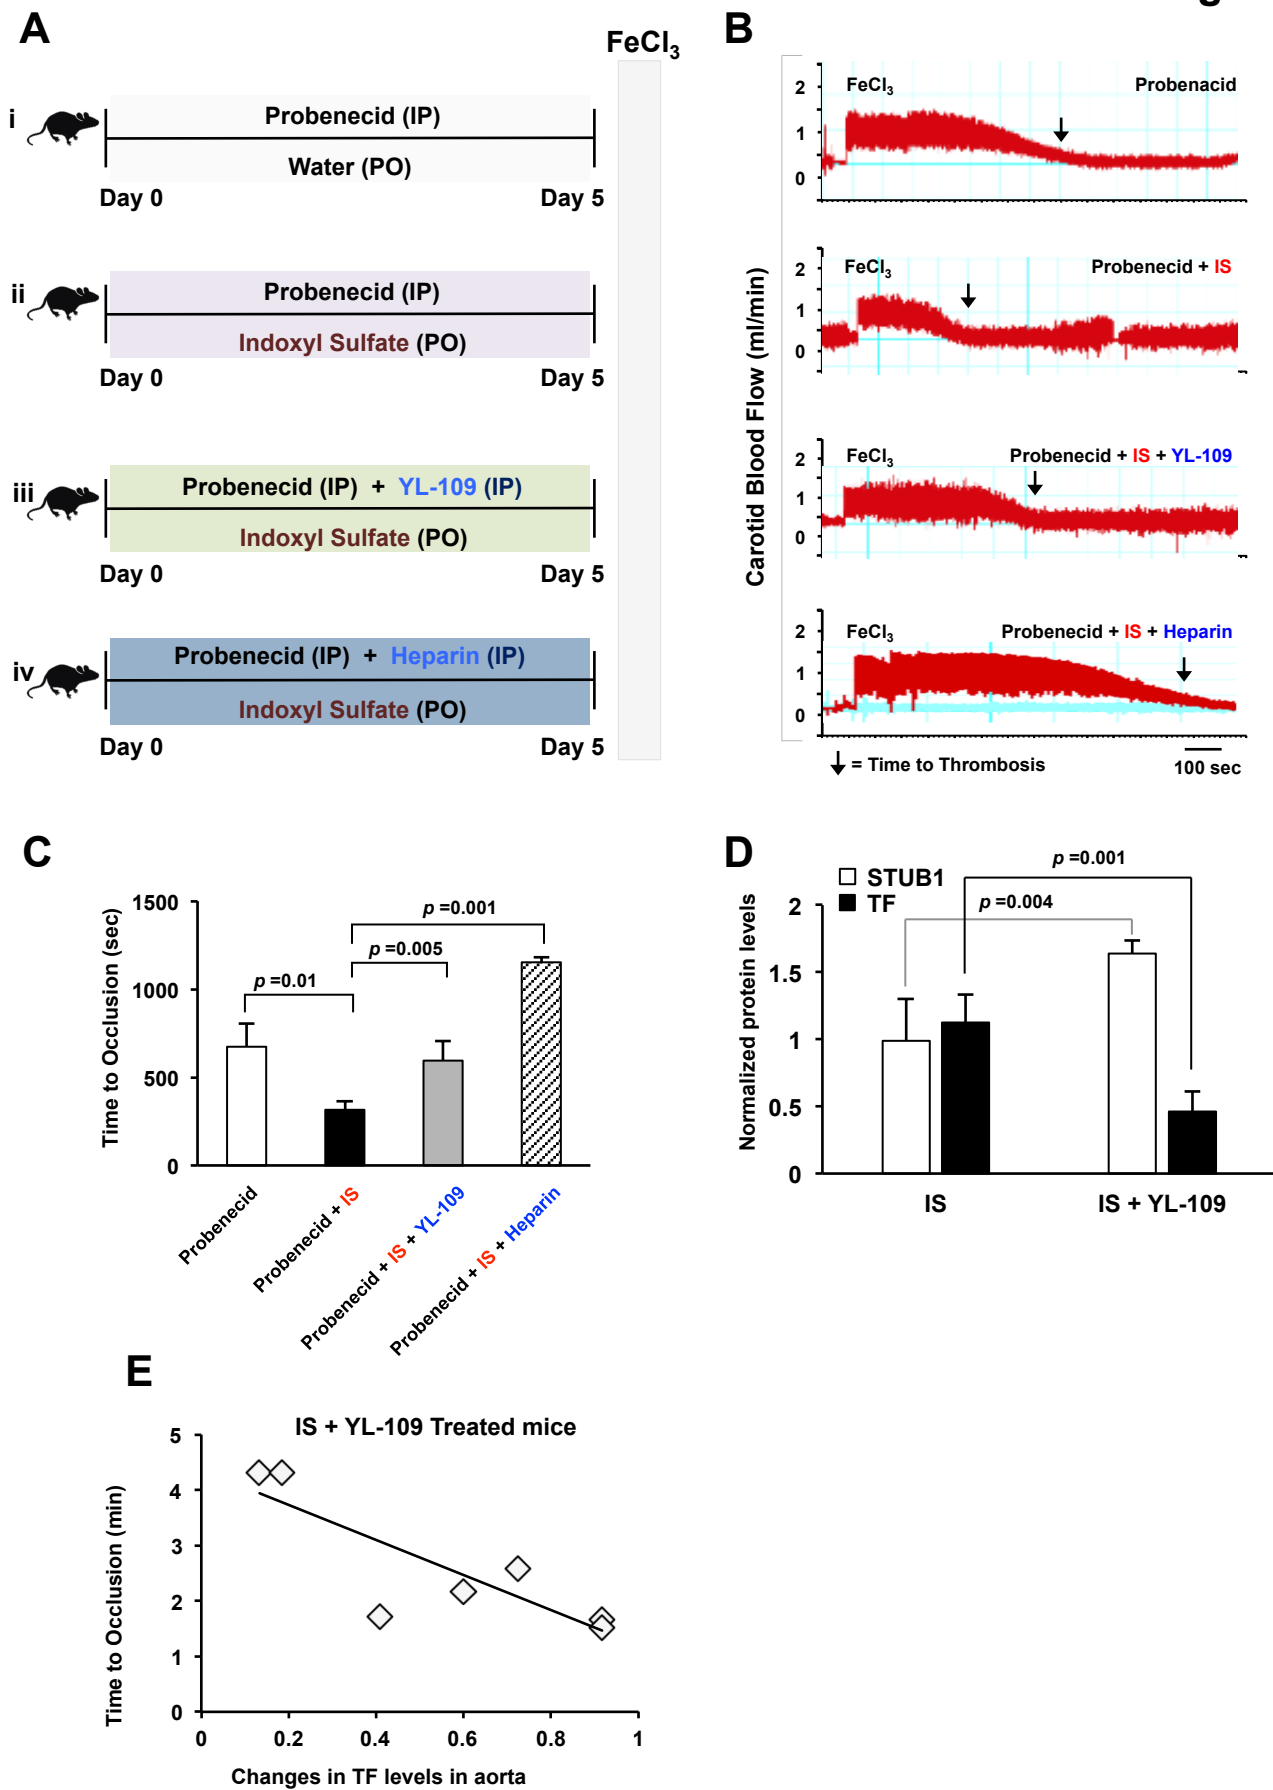 A
FeCl3
i
Probenecid (IP)
Water (PO)
Day 0
Day 5
ii
Probenecid (IP)
Indoxyl Sulfate (PO)
Day 0
Day 5
iii
Probenecid (IP) + YL-109 (IP)
Indoxyl Sulfate (PO)
Day 0
Day 5
iv
Probenecid (IP) + Heparin (IP)
Indoxyl Sulfate (PO)
Day 0
Day 5
B
Carotid Blood Flow (ml/min)
FeCl3
Probenacid
2
1
0
FeCl3
Probenecid + IS
2
1
0
FeCl3
Probenecid + IS + YL-109
2
1
0
FeCl3
Probenecid + IS + Heparin
2
1
0
= Time to Thrombosis
100 sec
C
Time to Occlusion (sec)
1500
1000
500
0
p =0.001
p =0.005
p =0.01
Probenecid
Probenecid + IS
Probenecid + IS + YL-109
Probenecid + IS + Heparin
D
Normalized protein levels
STUB1
TF
p =0.001
p =0.004
2
1.5
1
0.5
0
IS
IS + YL-109
E
IS + YL-109 Treated mice
Time to Occlusion (min)
5
4
3
2
1
0
0
0.2
0.4
0.6
0.8
1
Changes in TF levels in aorta